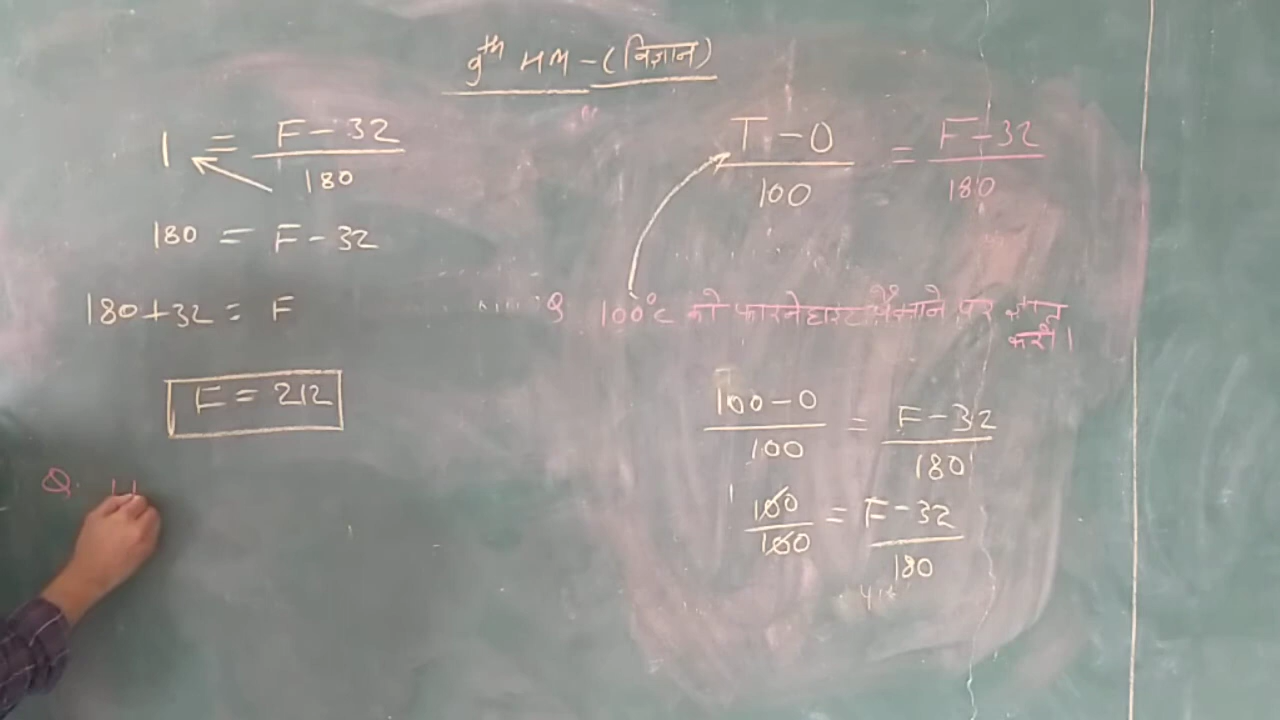 9th HM - (विज्ञान)
1 = F - 32 / 180
180 = F - 32
180 + 32 = F
F = 212
Q.
T - 0 / 100 = F - 32 / 180
Q 100°C को फारनेहाइट पैमाने पर
करो।
100 - 0 / 100 = F - 32 / 180
1 100 / 100 = F - 32 / 180